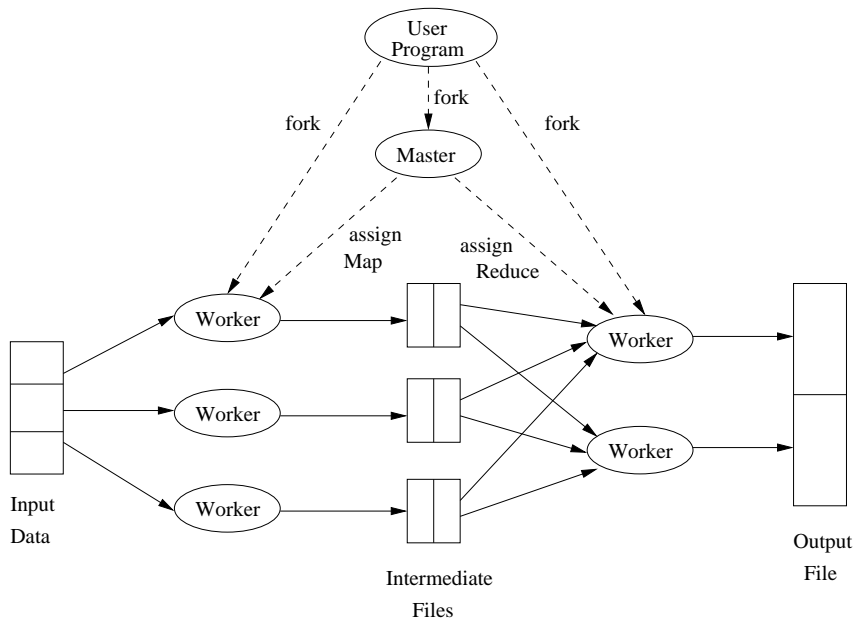 User
Program
fork
fork
fork
Master
assign
Map
assign
Reduce
Worker
Worker
Worker
Worker
Worker
Input
Data
Intermediate
Files
Output
File